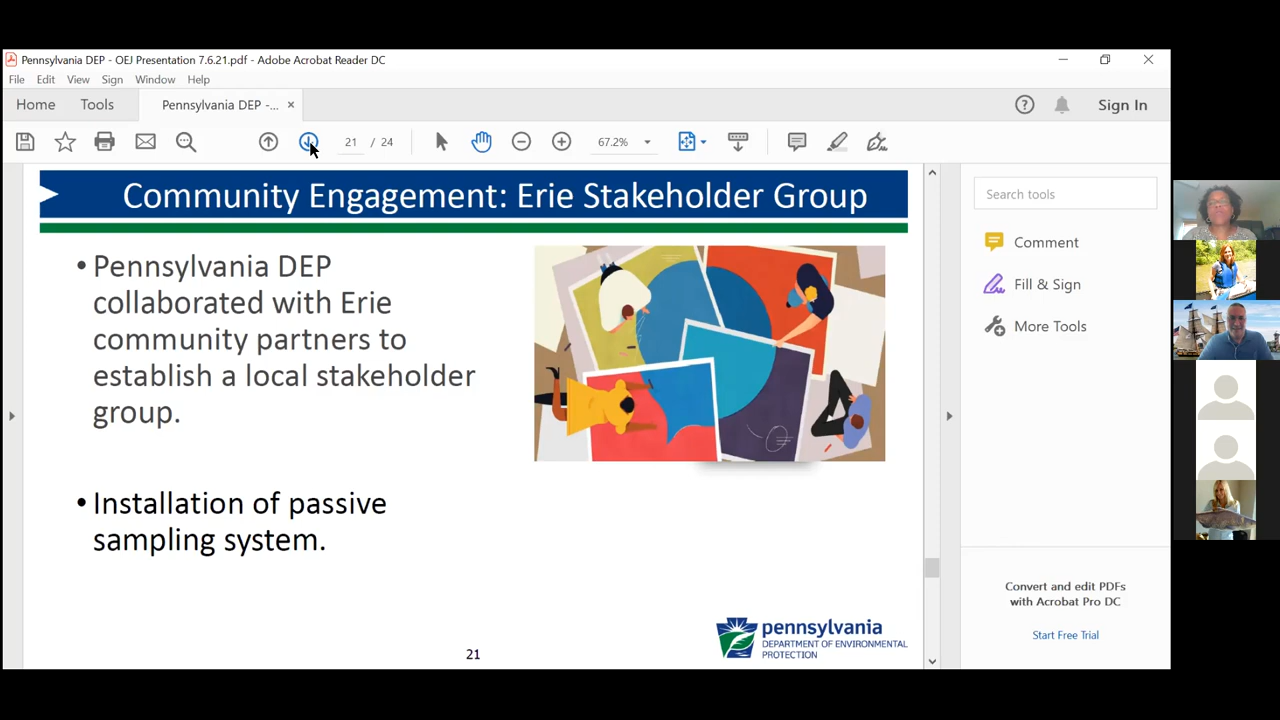 Pennsylvania DEP - OEJ Presentation 7.6.21.pdf - Adobe Acrobat Reader DC
File Edit View Sign Window Help
Home Tools Pennsylvania DEP -... ×
Sign In
21 / 24 67.2%
Community Engagement: Erie Stakeholder Group
• Pennsylvania DEP
collaborated with Erie
community partners to
establish a local stakeholder
group.
• Installation of passive
sampling system.
pennsylvania
DEPARTMENT OF ENVIRONMENTAL
PROTECTION
21
Search tools
Comment
Fill & Sign
More Tools
Convert and edit PDFs
with Acrobat Pro DC
Start Free Trial